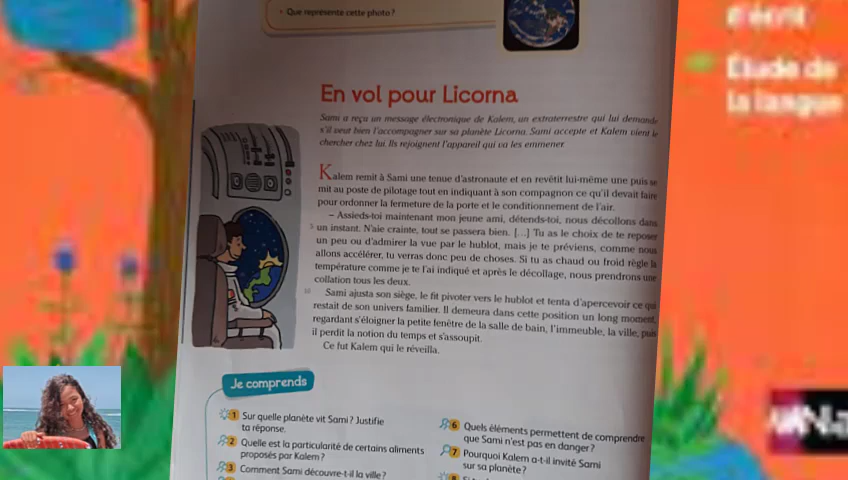 d'écrit
Étude de
la langue
• Que représente cette photo ?
En vol pour Licorna
Sami a reçu un message électronique de Kalem, un extraterrestre qui lui demande
s'il veut bien l'accompagner sur sa planète Licorna. Sami accepte et Kalem vient le
chercher chez lui. Ils rejoignent l'appareil qui va les emmener.
Kalem remit à Sami une tenue d'astronaute et en revêtit lui-même une puis se
mit au poste de pilotage tout en indiquant à son compagnon ce qu'il devait faire
pour ordonner la fermeture de la porte et le conditionnement de l'air.
– Assieds-toi maintenant mon jeune ami, détends-toi, nous décollons dans
5 un instant. N'aie crainte, tout se passera bien. […] Tu as le choix de te reposer
un peu ou d'admirer la vue par le hublot, mais je te préviens, comme nous
allons accélérer, tu verras donc peu de choses. Si tu as chaud ou froid règle la
température comme je te l'ai indiqué et après le décollage, nous prendrons une
collation tous les deux.
10 Sami ajusta son siège, le fit pivoter vers le hublot et tenta d'apercevoir ce qui
restait de son univers familier. Il demeura dans cette position un long moment,
regardant s'éloigner la petite fenêtre de la salle de bain, l'immeuble, la ville, puis
il perdit la notion du temps et s'assoupit.
Ce fut Kalem qui le réveilla.
Je comprends
1 Sur quelle planète vit Sami ? Justifie
ta réponse.
2 Quelle est la particularité de certains aliments
proposés par Kalem ?
3 Comment Sami découvre-t-il la ville ?
6 Quels éléments permettent de comprendre
que Sami n'est pas en danger ?
7 Pourquoi Kalem a-t-il invité Sami
sur sa planète ?